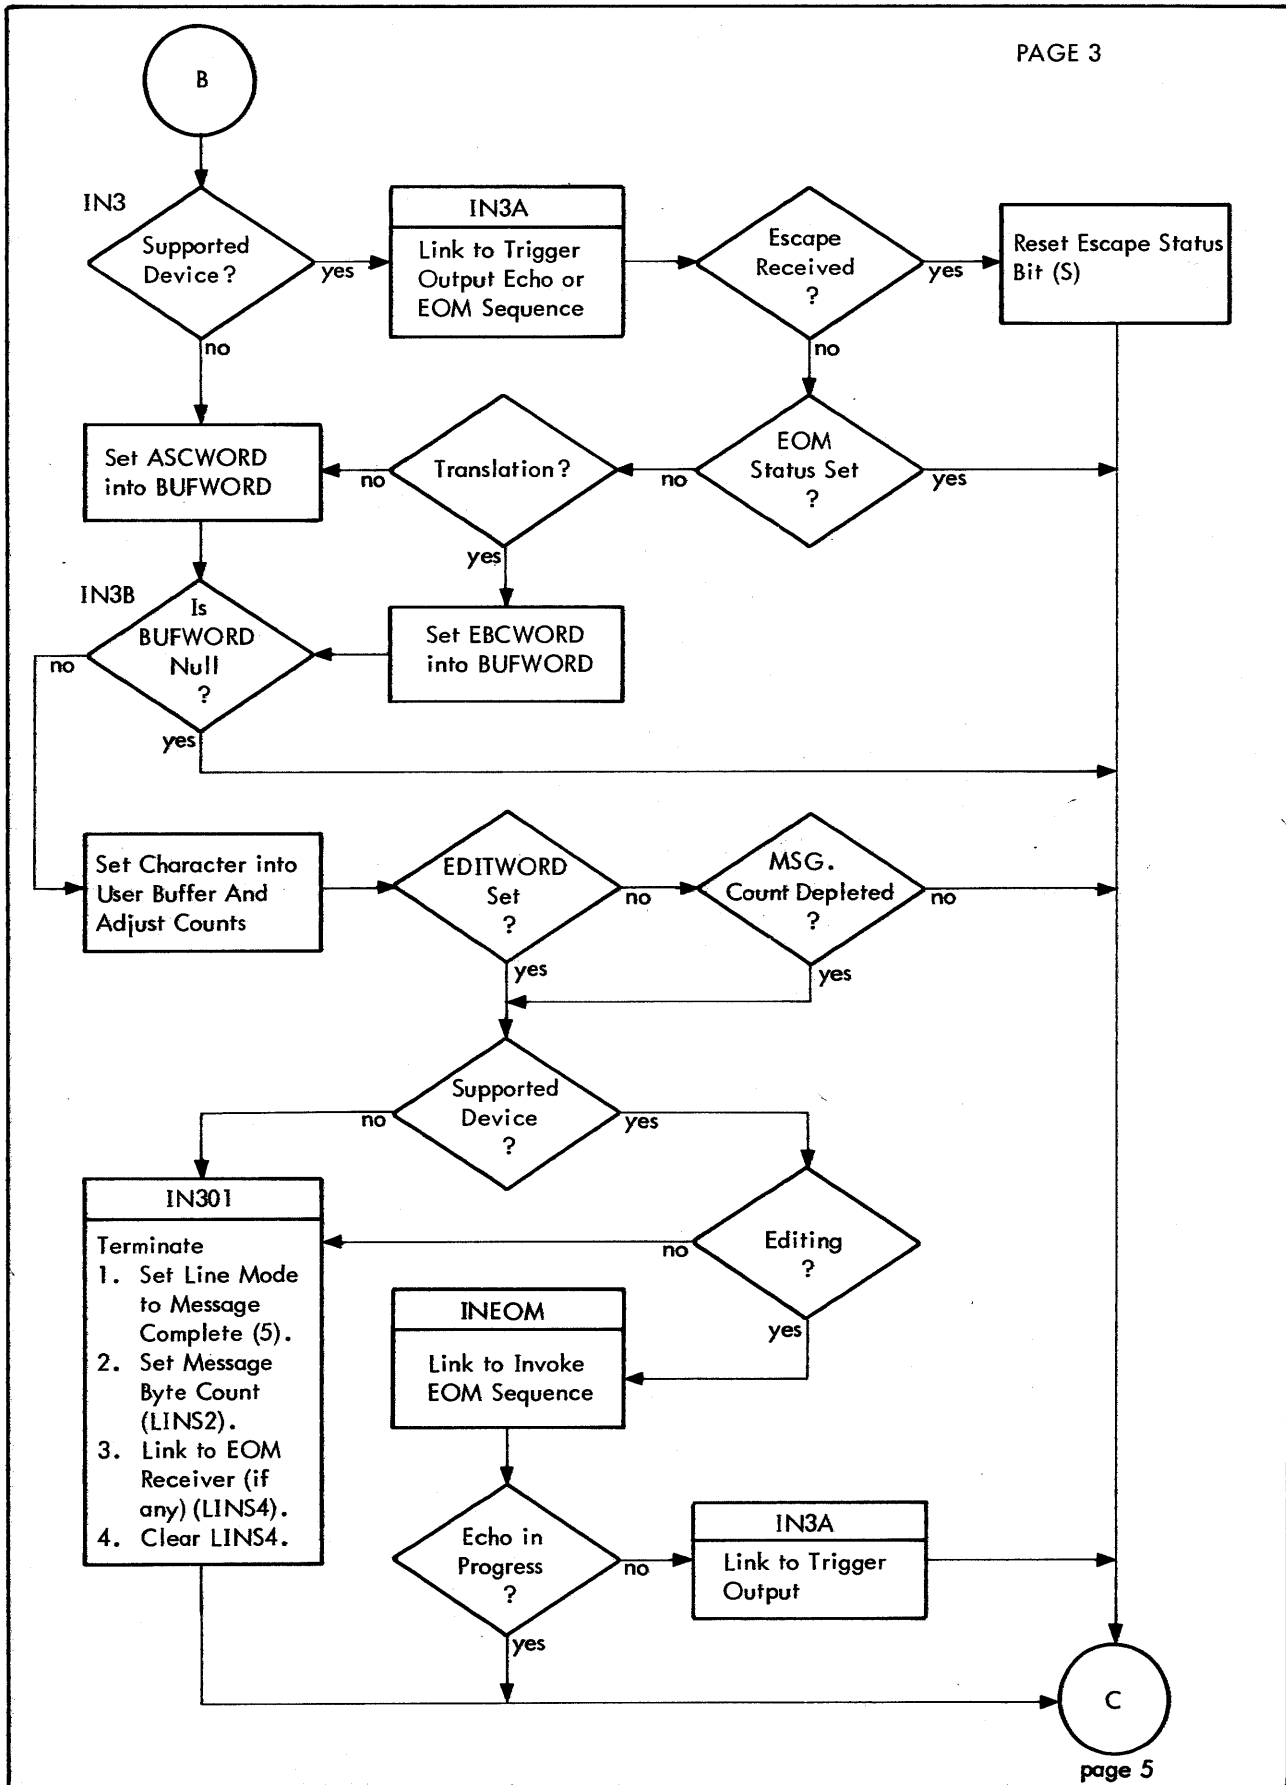 PAGE 3
B
IN3
Supported
Device?
yes
no
IN3A
Link to Trigger
Output Echo or
EOM Sequence
Escape
Received
?
yes
no
Reset Escape Status
Bit (S)
Set ASCWORD
into BUFWORD
Translation?
no
yes
EOM
Status Set
?
no
yes
IN3B
Is
BUFWORD
Null
?
no
yes
Set EBCWORD
into BUFWORD
Set Character into
User Buffer And
Adjust Counts
EDITWORD
Set
?
no
yes
MSG.
Count Depleted
?
no
yes
Supported
Device
?
no
yes
IN301
Terminate
1. Set Line Mode
to Message
Complete (5).
2. Set Message
Byte Count
(LINS2).
3. Link to EOM
Receiver (if
any) (LINS4).
4. Clear LINS4.
Editing
?
no
yes
INEOM
Link to Invoke
EOM Sequence
Echo in
Progress
?
no
yes
IN3A
Link to Trigger
Output
C
page 5